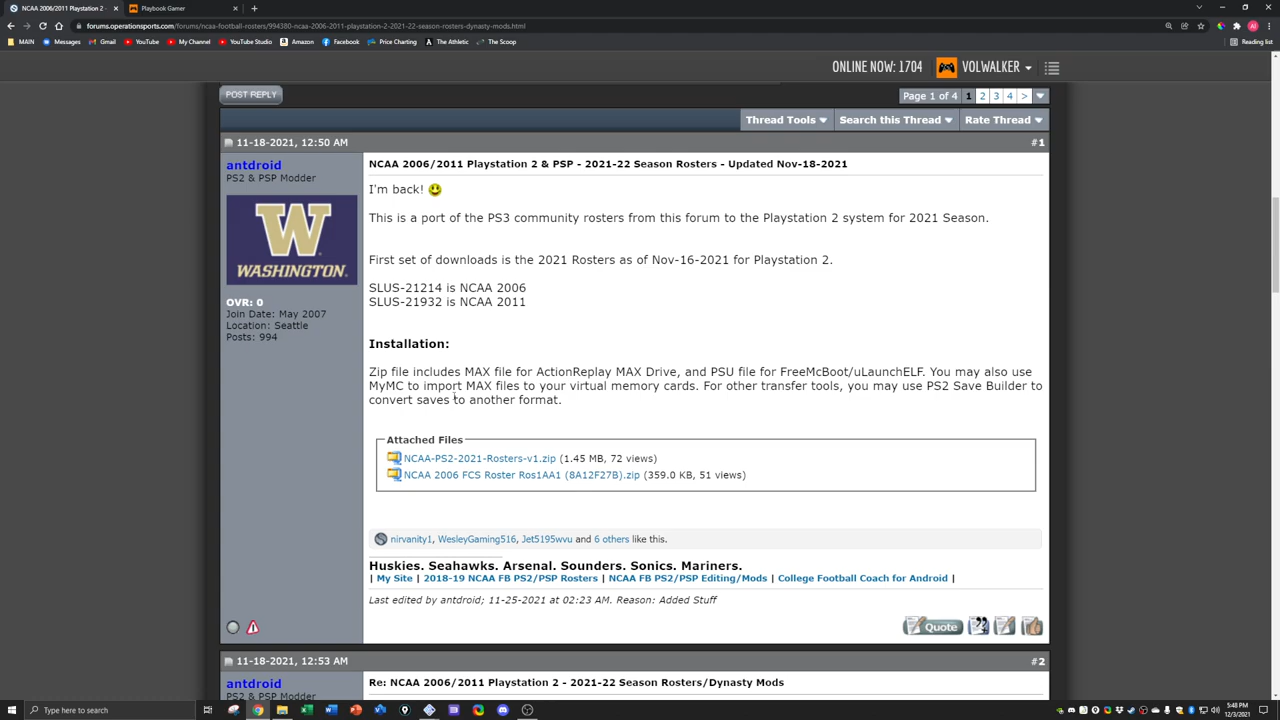 NCAA 2006/2011 Playstation 2 -
Playbook Gamer
forums.operationsports.com/forums/ncaa-football-rosters/994380-ncaa-2006-2011-playstation-2-2021-22-season-rosters-dynasty-mods.html
MAIN Messages Gmail YouTube My Channel YouTube Studio Amazon Facebook Price Charting The Athletic The Scoop Reading list
ONLINE NOW: 1704 VOLWALKER
POST REPLY
Page 1 of 4 1 2 3 4 >
Thread Tools Search this Thread Rate Thread
11-18-2021, 12:50 AM #1
antdroid
PS2 & PSP Modder
WASHINGTON
OVR: 0
Join Date: May 2007
Location: Seattle
Posts: 994
NCAA 2006/2011 Playstation 2 & PSP - 2021-22 Season Rosters - Updated Nov-18-2021
I'm back!
This is a port of the PS3 community rosters from this forum to the Playstation 2 system for 2021 Season.
First set of downloads is the 2021 Rosters as of Nov-16-2021 for Playstation 2.
SLUS-21214 is NCAA 2006
SLUS-21932 is NCAA 2011
Installation:
Zip file includes MAX file for ActionReplay MAX Drive, and PSU file for FreeMcBoot/uLaunchELF. You may also use
MyMC to import MAX files to your virtual memory cards. For other transfer tools, you may use PS2 Save Builder to
convert saves to another format.
Attached Files
NCAA-PS2-2021-Rosters-v1.zip (1.45 MB, 72 views)
NCAA 2006 FCS Roster Ros1AA1 (8A12F27B).zip (359.0 KB, 51 views)
nirvanity1, WesleyGaming516, Jet5195wvu and 6 others like this.
Huskies. Seahawks. Arsenal. Sounders. Sonics. Mariners.
| My Site | 2018-19 NCAA FB PS2/PSP Rosters | NCAA FB PS2/PSP Editing/Mods | College Football Coach for Android |
Last edited by antdroid; 11-25-2021 at 02:23 AM. Reason: Added Stuff
Quote
11-18-2021, 12:53 AM #2
antdroid
PS2 & PSP Modder
Re: NCAA 2006/2011 Playstation 2 - 2021-22 Season Rosters/Dynasty Mods
Type here to search
5:48 PM
12/3/2021